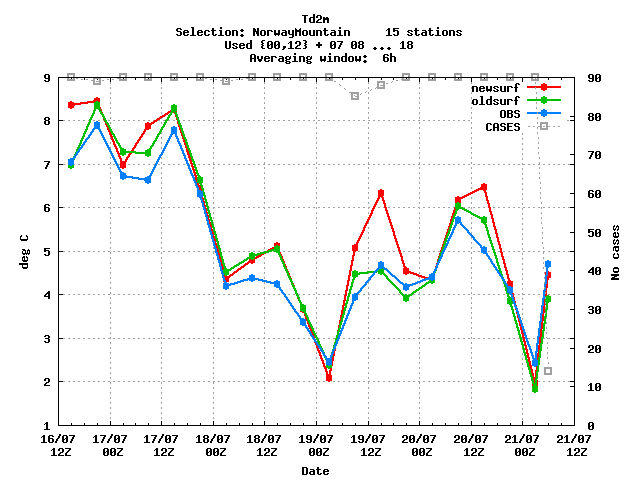 Td2m
Selection: NorwayMountain     15 stations
Used {00,12} + 07 08 ... 18
Averaging window:  6h
newsurf
oldsurf
OBS
CASES
9
8
7
6
5
4
3
2
1
90
80
70
60
50
40
30
20
10
0
deg C
No cases
16/07 17/07 17/07 18/07 18/07 19/07 19/07 20/07 20/07 21/07 21/07
12Z 00Z 12Z 00Z 12Z 00Z 12Z 00Z 12Z 00Z 12Z
Date